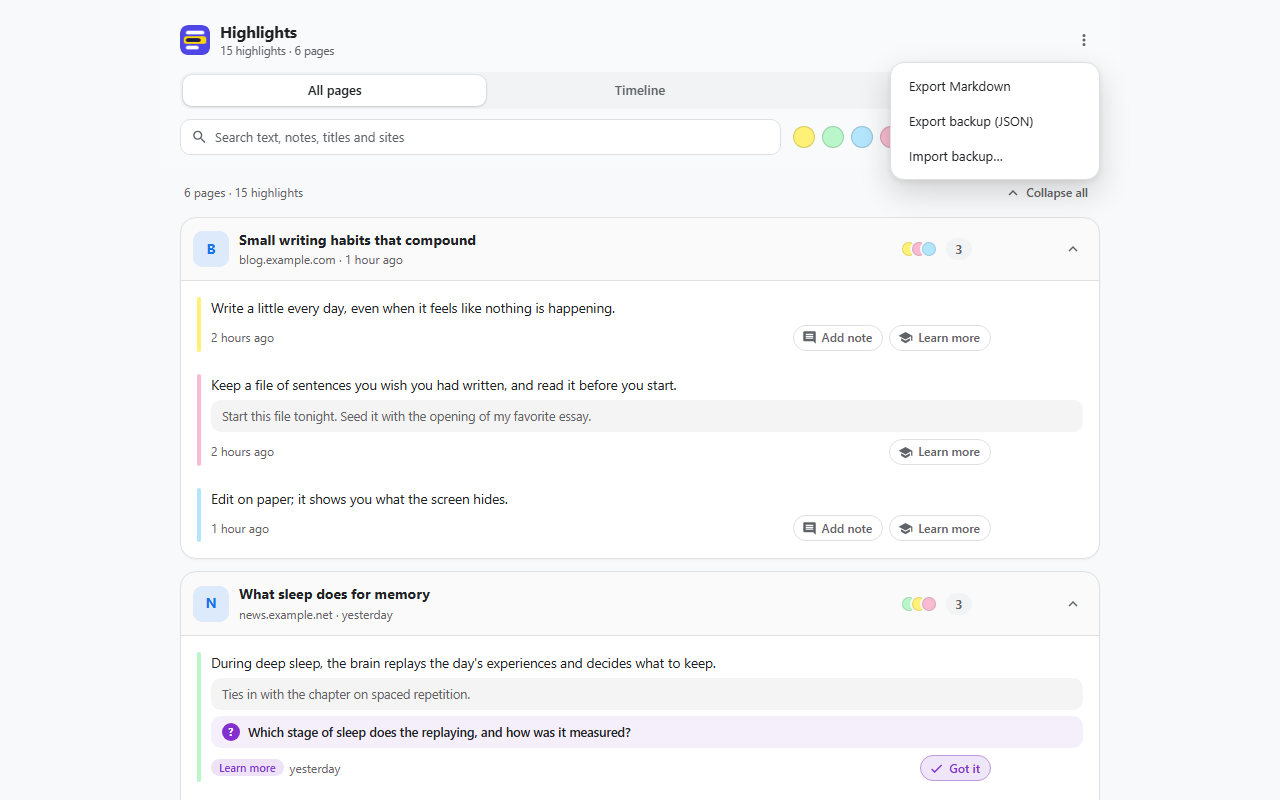 Highlights
15 highlights · 6 pages
All pages
Timeline
Export Markdown
Export backup (JSON)
Import backup...
Search text, notes, titles and sites
6 pages · 15 highlights
Collapse all
B
Small writing habits that compound
blog.example.com · 1 hour ago
3
Write a little every day, even when it feels like nothing is happening.
2 hours ago
Add note
Learn more
Keep a file of sentences you wish you had written, and read it before you start.
Start this file tonight. Seed it with the opening of my favorite essay.
2 hours ago
Learn more
Edit on paper; it shows you what the screen hides.
1 hour ago
Add note
Learn more
N
What sleep does for memory
news.example.net · yesterday
3
During deep sleep, the brain replays the day's experiences and decides what to keep.
Ties in with the chapter on spaced repetition.
? Which stage of sleep does the replaying, and how was it measured?
Learn more
yesterday
Got it